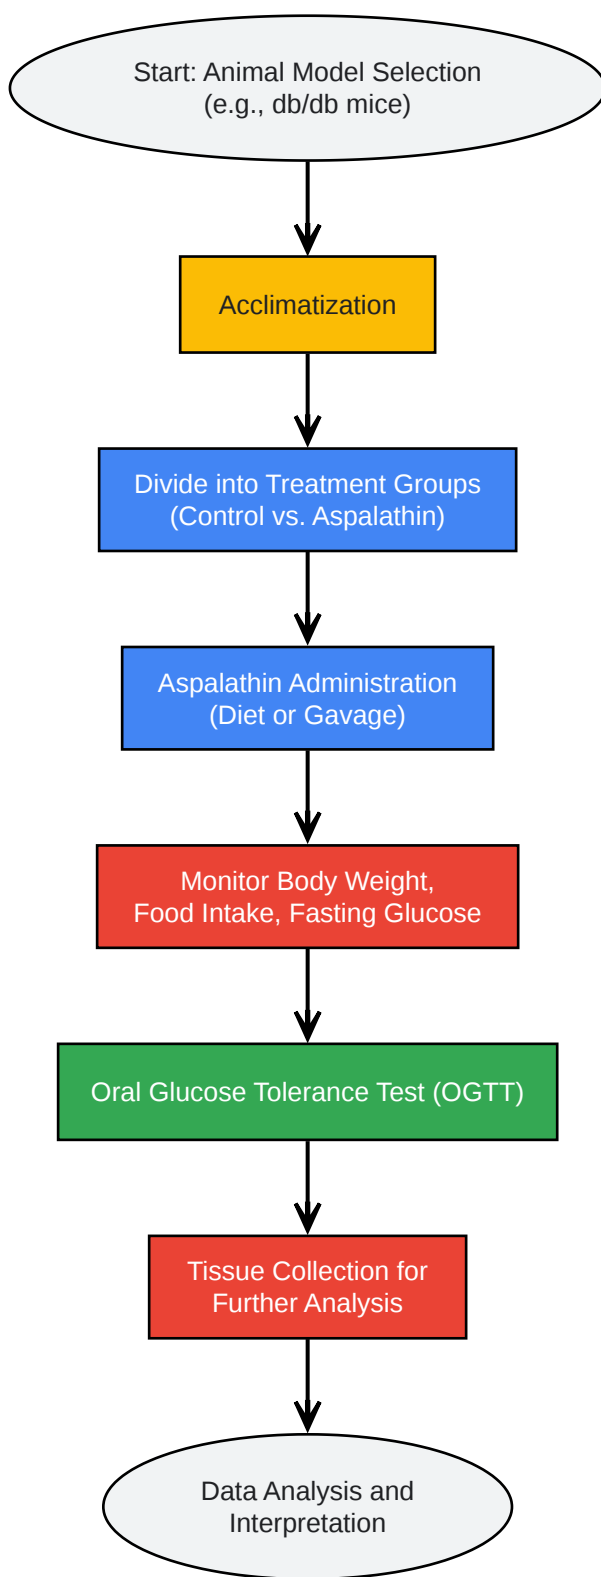 Start: Animal Model Selection
(e.g., db/db mice)
Acclimatization
Divide into Treatment Groups
(Control vs. Aspalathin)
Aspalathin Administration
(Diet or Gavage)
Monitor Body Weight,
Food Intake, Fasting Glucose
Oral Glucose Tolerance Test (OGTT)
Tissue Collection for
Further Analysis
Data Analysis and
Interpretation